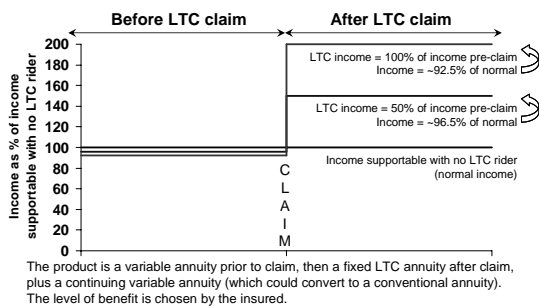 Before LTC claim
After LTC claim
Income as % of income
supportable with no LTC rider
200
180
160
140
120
100
80
60
40
20
0
LTC income = 100% of income pre-claim
Income = ~92.5% of normal
LTC income = 50% of income pre-claim
Income = ~96.5% of normal
Income supportable with no LTC rider
(normal income)
C
L
A
I
M
The product is a variable annuity prior to claim, then a fixed LTC annuity after claim,
plus a continuing variable annuity (which could convert to a conventional annuity).
The level of benefit is chosen by the insured.